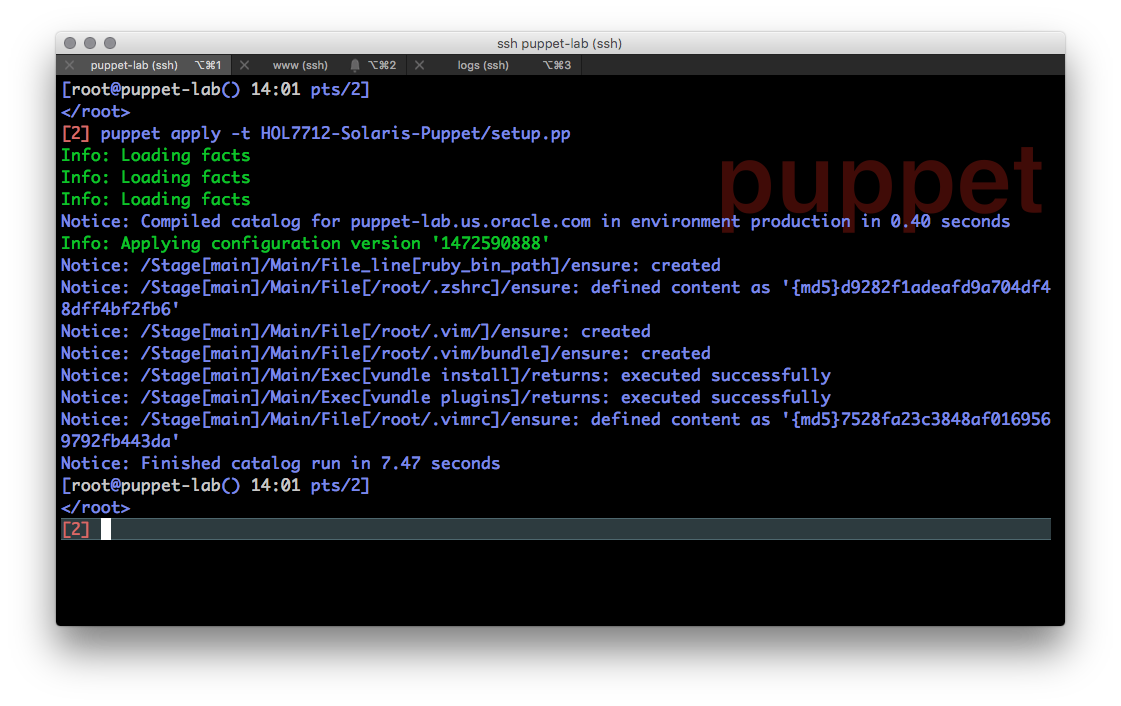 ssh puppet-lab (ssh)
puppet-lab (ssh) ⌥⌘1 www (ssh) ⌥⌘2 logs (ssh) ⌥⌘3
[root@puppet-lab() 14:01 pts/2]
</root>
[2] puppet apply -t HOL7712-Solaris-Puppet/setup.pp
Info: Loading facts
Info: Loading facts
Info: Loading facts
puppet
Notice: Compiled catalog for puppet-lab.us.oracle.com in environment production in 0.40 seconds
Info: Applying configuration version '1472590888'
Notice: /Stage[main]/Main/File_line[ruby_bin_path]/ensure: created
Notice: /Stage[main]/Main/File[/root/.zshrc]/ensure: defined content as '{md5}d9282f1adeafd9a704df4
8dff4bf2fb6'
Notice: /Stage[main]/Main/File[/root/.vim/]/ensure: created
Notice: /Stage[main]/Main/File[/root/.vim/bundle]/ensure: created
Notice: /Stage[main]/Main/Exec[vundle install]/returns: executed successfully
Notice: /Stage[main]/Main/Exec[vundle plugins]/returns: executed successfully
Notice: /Stage[main]/Main/File[/root/.vimrc]/ensure: defined content as '{md5}7528fa23c3848af016956
9792fb443da'
Notice: Finished catalog run in 7.47 seconds
[root@puppet-lab() 14:01 pts/2]
</root>
[2]